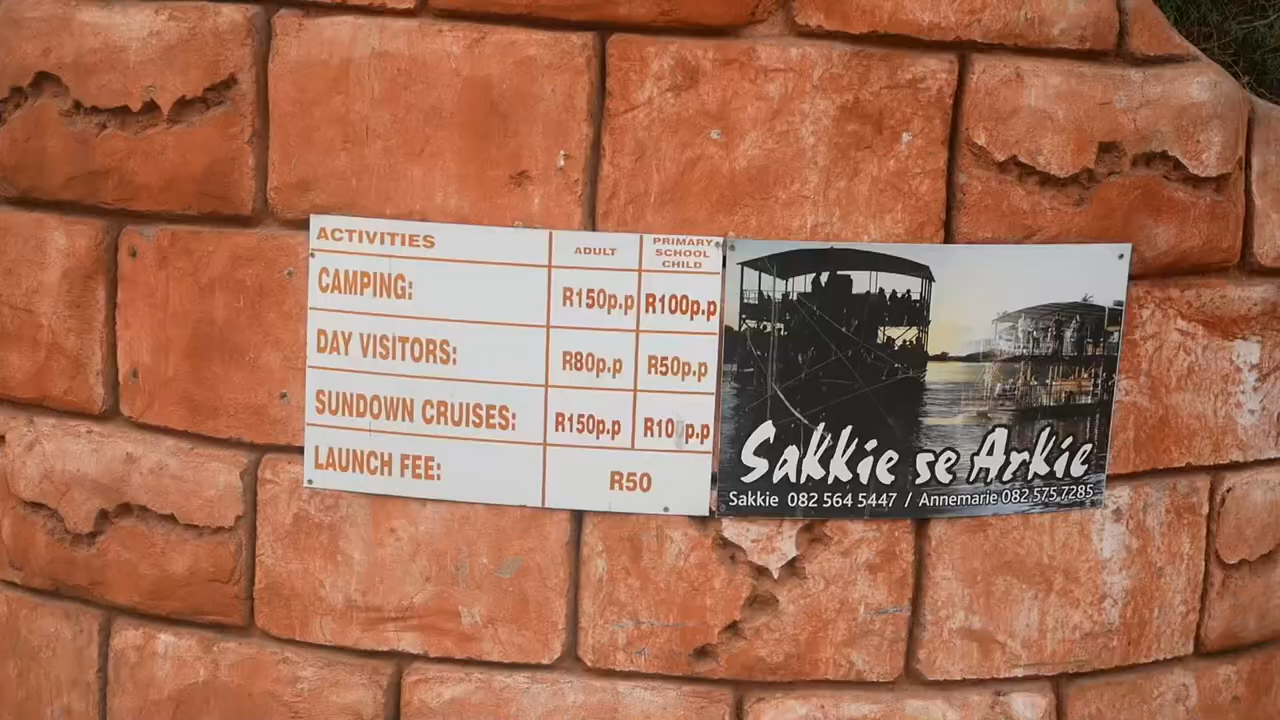 ACTIVITIES ADULT PRIMARY SCHOOL CHILD
CAMPING: R150p.p R100p.p
DAY VISITORS: R80p.p R50p.p
SUNDOWN CRUISES: R150p.p R100p.p
LAUNCH FEE: R50
Sakkie se Arkie
Sakkie 082 564 5447 / Annemarie 082 575 7285